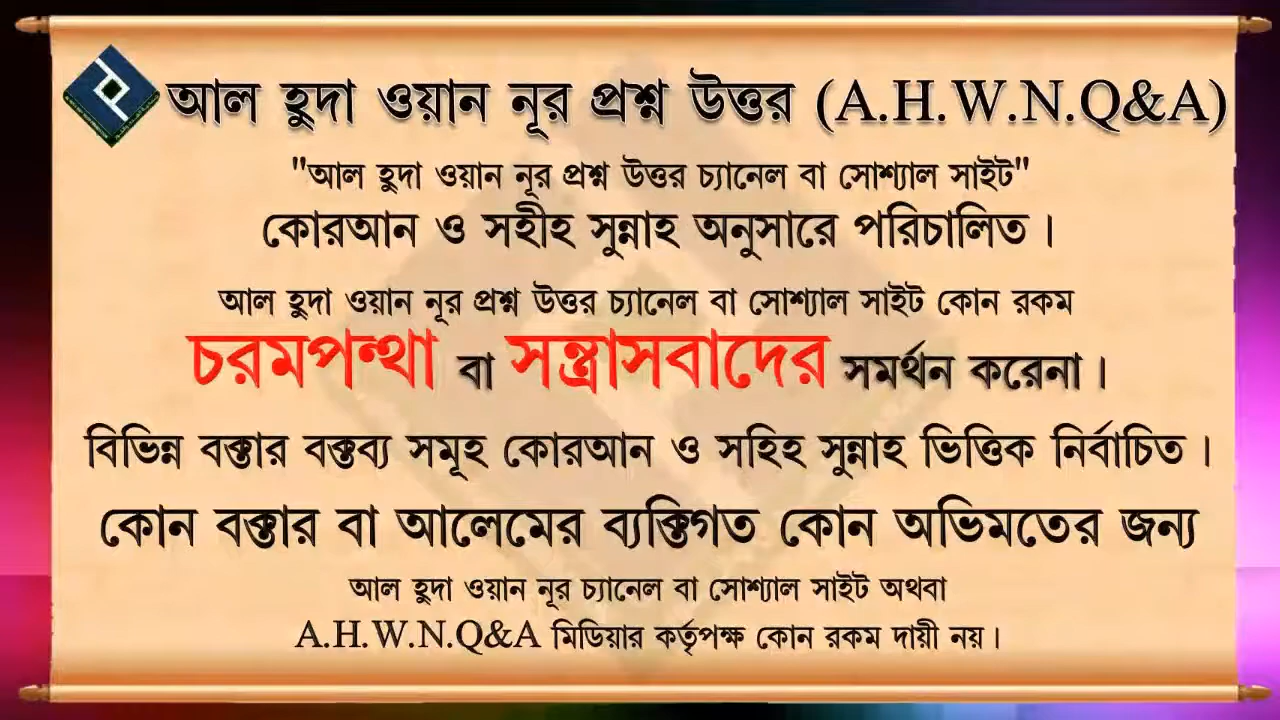 আল হুদা ওয়ান নূর প্রশ্ন উত্তর (A.H.W.N.Q&A)
"আল হুদা ওয়ান নূর প্রশ্ন উত্তর চ্যানেল বা সোশ্যাল সাইট"
কোরআন ও সহীহ সুন্নাহ অনুসারে পরিচালিত।
আল হুদা ওয়ান নূর প্রশ্ন উত্তর চ্যানেল বা সোশ্যাল সাইট কোন রকম
চরমপন্থা বা সন্ত্রাসবাদের সমর্থন করেনা।
বিভিন্ন বক্তার বক্তব্য সমূহ কোরআন ও সহিহ সুন্নাহ ভিত্তিক নির্বাচিত।
কোন বক্তার বা আলেমের ব্যক্তিগত কোন অভিমতের জন্য
আল হুদা ওয়ান নূর চ্যানেল বা সোশ্যাল সাইট অথবা
A.H.W.N.Q&A মিডিয়ার কর্তৃপক্ষ কোন রকম দায়ী নয়।